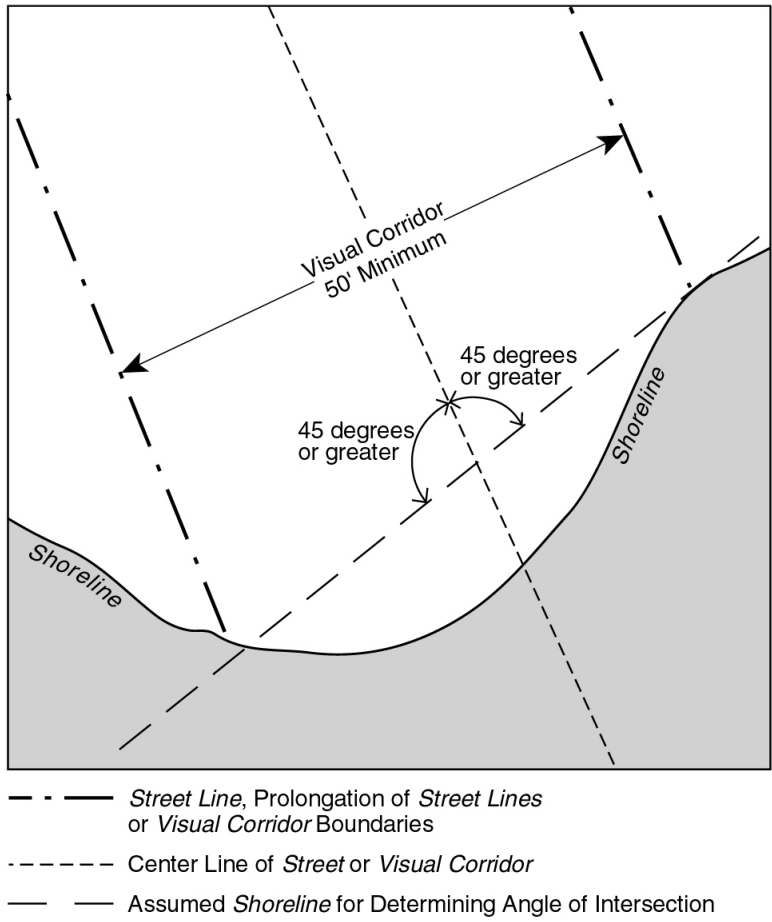 Visual Corridor
50' Minimum
45 degrees
or greater
45 degrees
or greater
Shoreline
Shoreline
Street Line, Prolongation of Street Lines
or Visual Corridor Boundaries
Center Line of Street or Visual Corridor
Assumed Shoreline for Determining Angle of Intersection